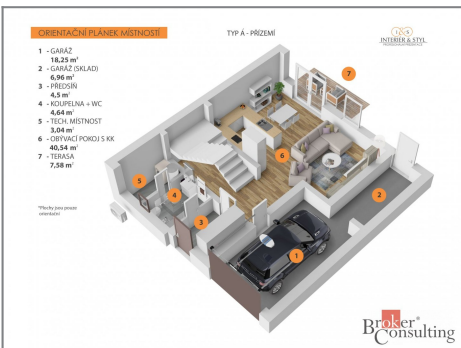 ORIENTAČNÍ PLÁNEK MÍSTNOSTÍ
TYP A - PŘÍZEMÍ
I&S
INTERIER & STYL
1 - GARÁŽ
18,25 m²
2 - GARÁŽ (SKLAD)
6,96 m²
3 - PŘEDSÍŇ
4,5 m²
4 - KOUPELNA + WC
4,64 m²
5 - TECH. MÍSTNOST
3,04 m²
6 - OBÝVACÍ POKOJ S KK
40,54 m²
7 - TERASA
7,58 m²
*Plochy jsou pouze
orientační
7
6
5
4
2
3
1
Broker®
Consulting